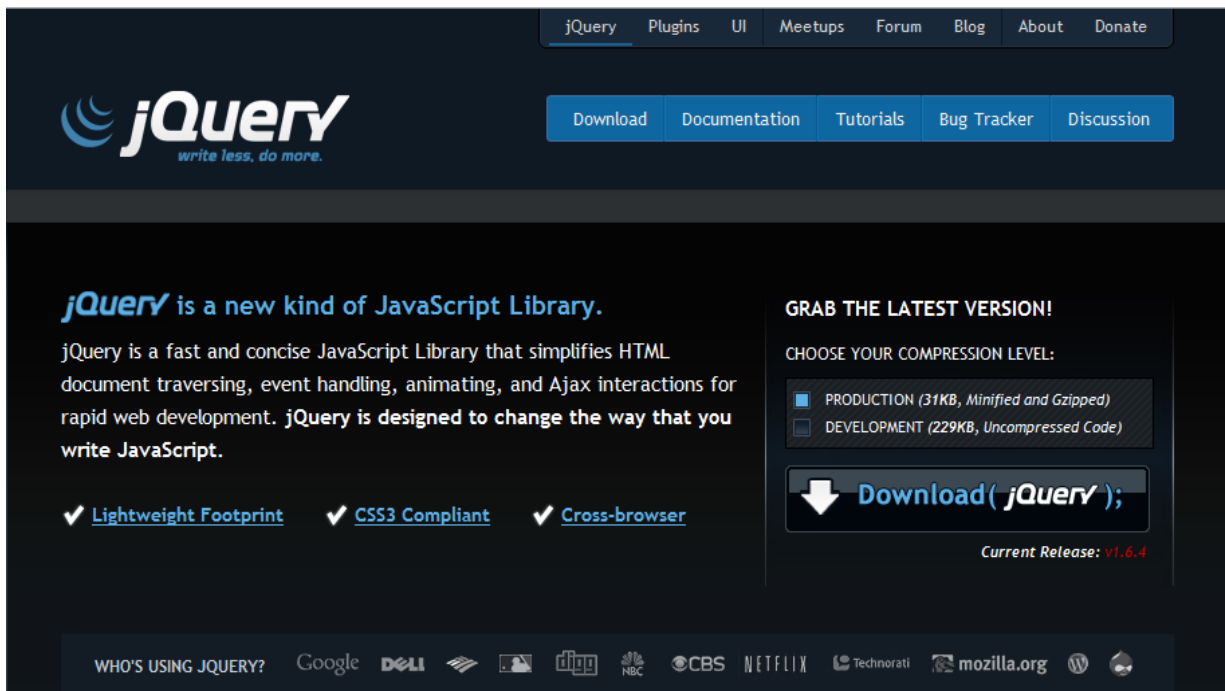 jQuery Plugins UI Meetups Forum Blog About Donate
jQuery
write less, do more.
Download Documentation Tutorials Bug Tracker Discussion
jQuery is a new kind of JavaScript Library.
jQuery is a fast and concise JavaScript Library that simplifies HTML
document traversing, event handling, animating, and Ajax interactions for
rapid web development. jQuery is designed to change the way that you
write JavaScript.
Lightweight Footprint CSS3 Compliant Cross-browser
GRAB THE LATEST VERSION!
CHOOSE YOUR COMPRESSION LEVEL:
PRODUCTION (31KB, Minified and Gzipped)
DEVELOPMENT (229KB, Uncompressed Code)
Download( jQuery );
Current Release: v1.6.4
WHO'S USING JQUERY? Google DELL digg NBC CBS NETFLIX Technorati mozilla.org